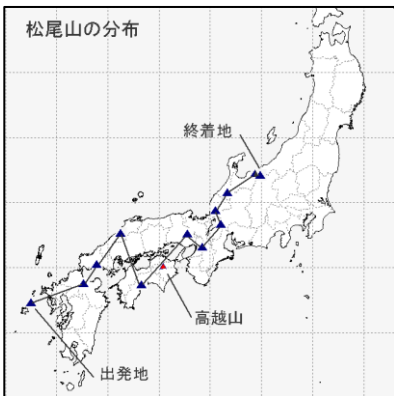 松尾山の分布
終着地
高越山
出発地